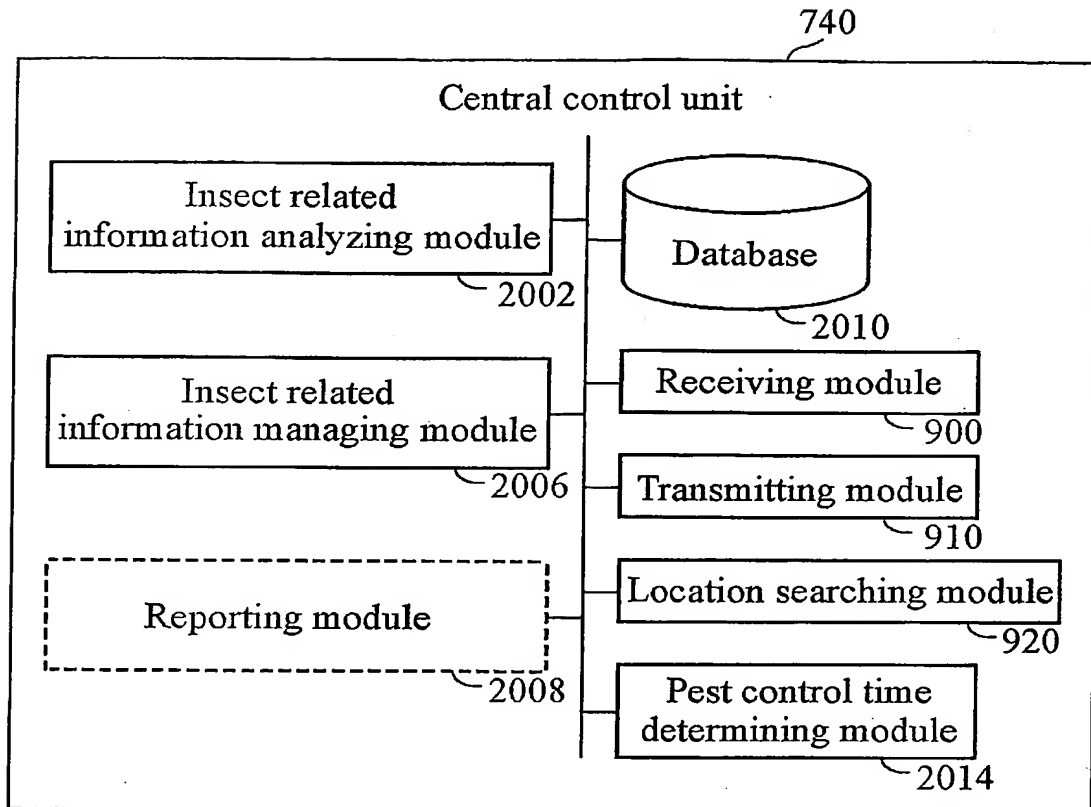 740
Central control unit
Insect related
information analyzing module
2002
Database
2010
Insect related
information managing module
2006
Receiving module
900
Transmitting module
910
Reporting module
2008
Location searching module
920
Pest control time
determining module
2014